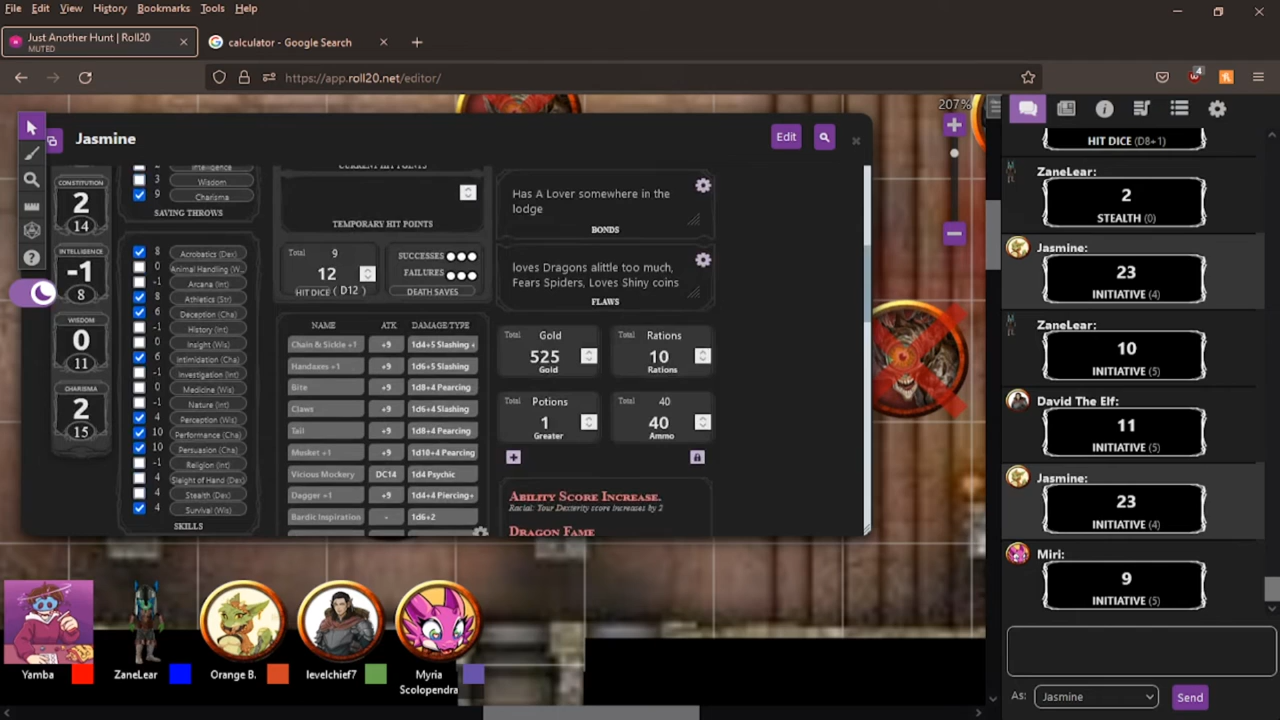 File Edit View History Bookmarks Tools Help
Just Another Hunt | Roll20
MUTED
calculator - Google Search
https://app.roll20.net/editor/
4
207%
Jasmine
Edit
CONSTITUTION
2
14
INTELLIGENCE
-1
8
WISDOM
0
11
CHARISMA
2
15
Intelligence
3 Wisdom
9 Charisma
SAVING THROWS
8 Acrobatics (Dex)
0 Animal Handling (W...
-1 Arcana (Int)
8 Athletics (Str)
6 Deception (Cha)
-1 History (Int)
0 Insight (Wis)
6 Intimidation (Cha)
-1 Investigation (Int)
0 Medicine (Wis)
-1 Nature (Int)
4 Perception (Wis)
10 Performance (Cha)
10 Persuasion (Cha)
-1 Religion (Int)
4 Sleight of Hand (Dex)
4 Stealth (Dex)
4 Survival (Wis)
SKILLS
CURRENT HIT POINTS
TEMPORARY HIT POINTS
Total 9
12
HIT DICE ( D12 )
SUCCESSES
FAILURES
DEATH SAVES
NAME ATK DAMAGE/TYPE
Chain & Sickle +1 +9 1d4+5 Slashing +
Handaxes +1 +9 1d6+5 Slashing
Bite +9 1d8+4 Pearcing
Claws +9 1d6+4 Slashing
Tail +9 1d8+4 Pearcing
Musket +1 +9 1d10+4 Pearcing
Vicious Mockery DC14 1d4 Psychic
Dagger +1 +9 1d4+4 Piercing+
Bardic Inspiration - 1d6+2
Has A Lover somewhere in the
lodge
BONDS
loves Dragons alittle too much,
Fears Spiders, Loves Shiny coins
FLAWS
Total Gold
525
Gold
Total Rations
10
Rations
Total Potions
1
Greater
Total 40
40
Ammo
ABILITY SCORE INCREASE.
Racial: Your Dexterity score increases by 2
DRAGON FAME
HIT DICE (D8+1)
ZaneLear:
2
STEALTH (0)
Jasmine:
23
INITIATIVE (4)
ZaneLear:
10
INITIATIVE (5)
David The Elf:
11
INITIATIVE (5)
Jasmine:
23
INITIATIVE (4)
Miri:
9
INITIATIVE (5)
As: Jasmine Send
Yamba
ZaneLear
Orange B.
levelchief7
Myria
Scolopendra